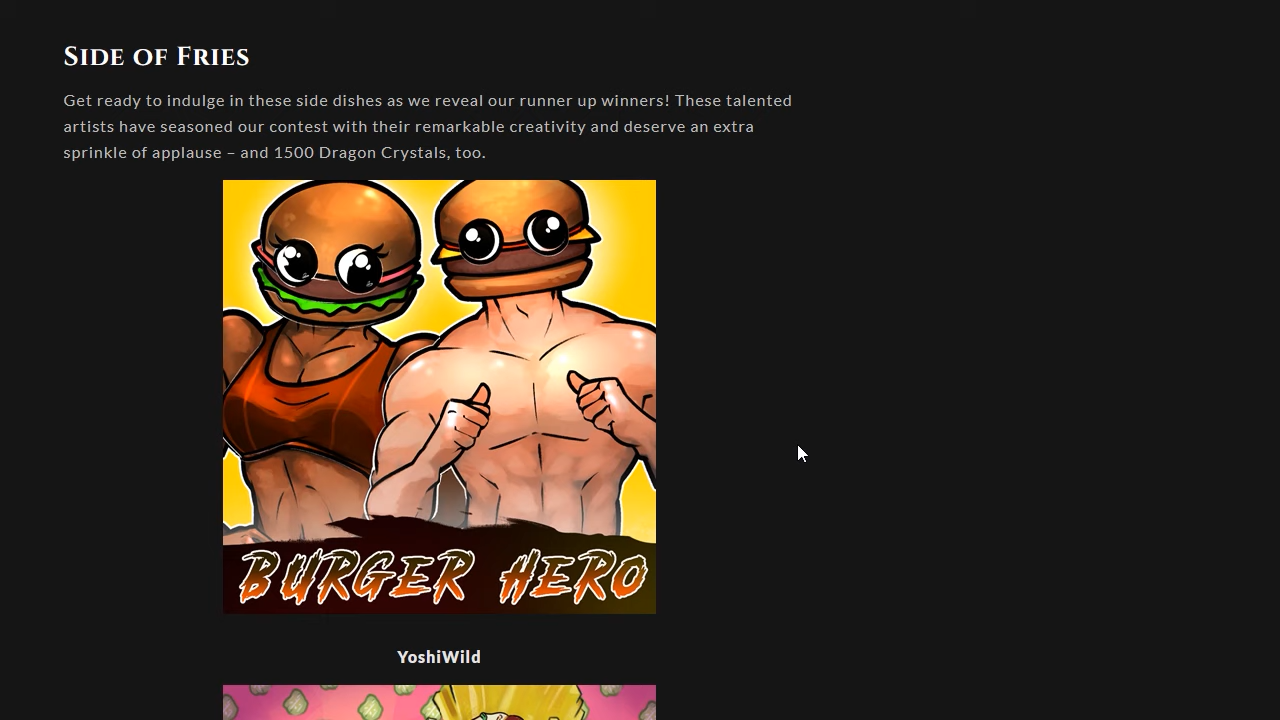 Side of Fries
Get ready to indulge in these side dishes as we reveal our runner up winners! These talented
artists have seasoned our contest with their remarkable creativity and deserve an extra
sprinkle of applause – and 1500 Dragon Crystals, too.
BURGER HERO
YoshiWild